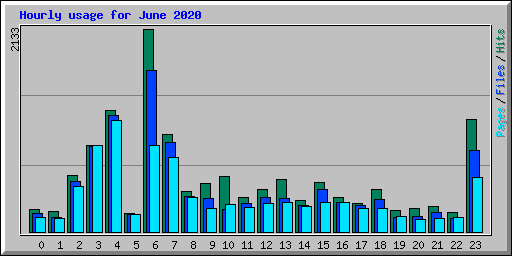 Hourly usage for June 2020
2133
Pages / Files / Hits
0 1 2 3 4 5 6 7 8 9 10 11 12 13 14 15 16 17 18 19 20 21 22 23